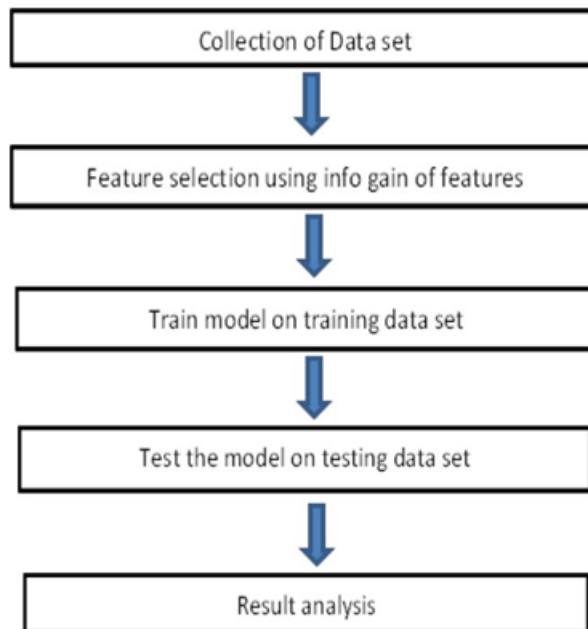 Collection of Data set
Feature selection using info gain of features
Train model on training data set
Test the model on testing data set
Result analysis